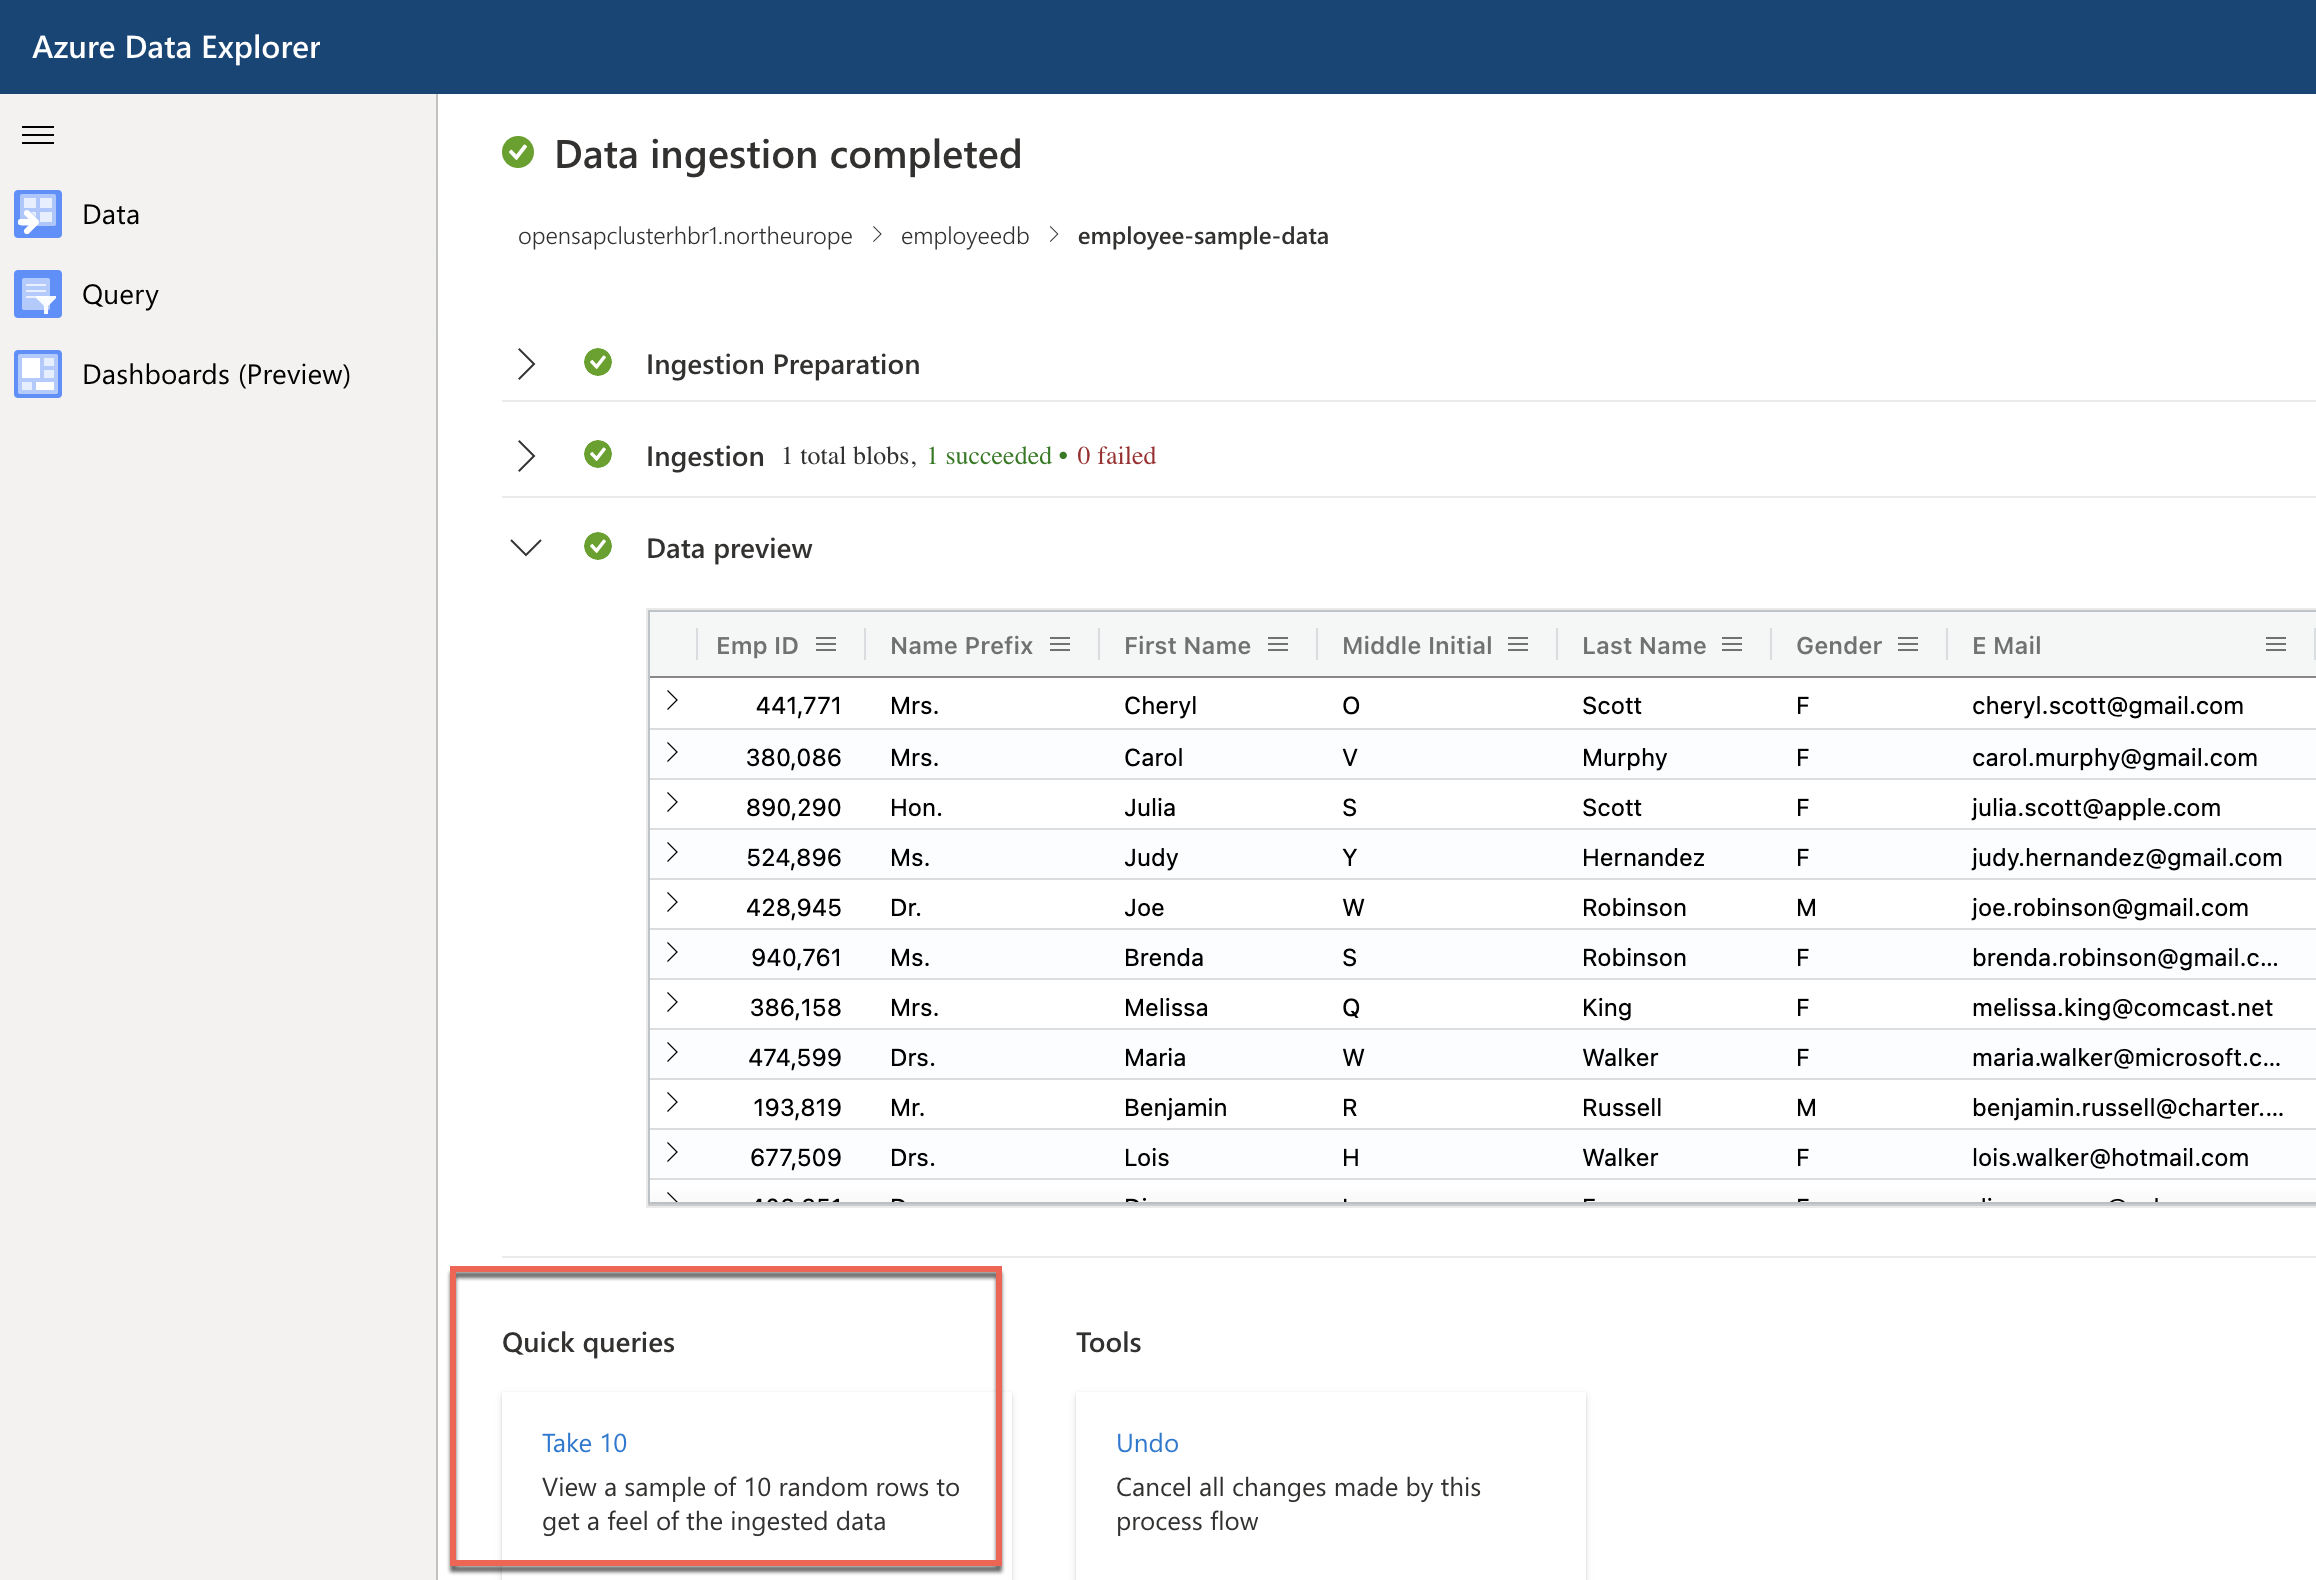 Azure Data Explorer
Data
Query
Dashboards (Preview)
Data ingestion completed
opensapclusterhbr1.northeurope > employeedb > employee-sample-data
Ingestion Preparation
Ingestion 1 total blobs, 1 succeeded • 0 failed
Data preview
Emp ID Name Prefix First Name Middle Initial Last Name Gender E Mail
441,771 Mrs. Cheryl O Scott F cheryl.scott@gmail.com
380,086 Mrs. Carol V Murphy F carol.murphy@gmail.com
890,290 Hon. Julia S Scott F julia.scott@apple.com
524,896 Ms. Judy Y Hernandez F judy.hernandez@gmail.com
428,945 Dr. Joe W Robinson M joe.robinson@gmail.com
940,761 Ms. Brenda S Robinson F brenda.robinson@gmail.c...
386,158 Mrs. Melissa Q King F melissa.king@comcast.net
474,599 Drs. Maria W Walker F maria.walker@microsoft.c...
193,819 Mr. Benjamin R Russell M benjamin.russell@charter....
677,509 Drs. Lois H Walker F lois.walker@hotmail.com
Quick queries
Take 10
View a sample of 10 random rows to
get a feel of the ingested data
Tools
Undo
Cancel all changes made by this
process flow